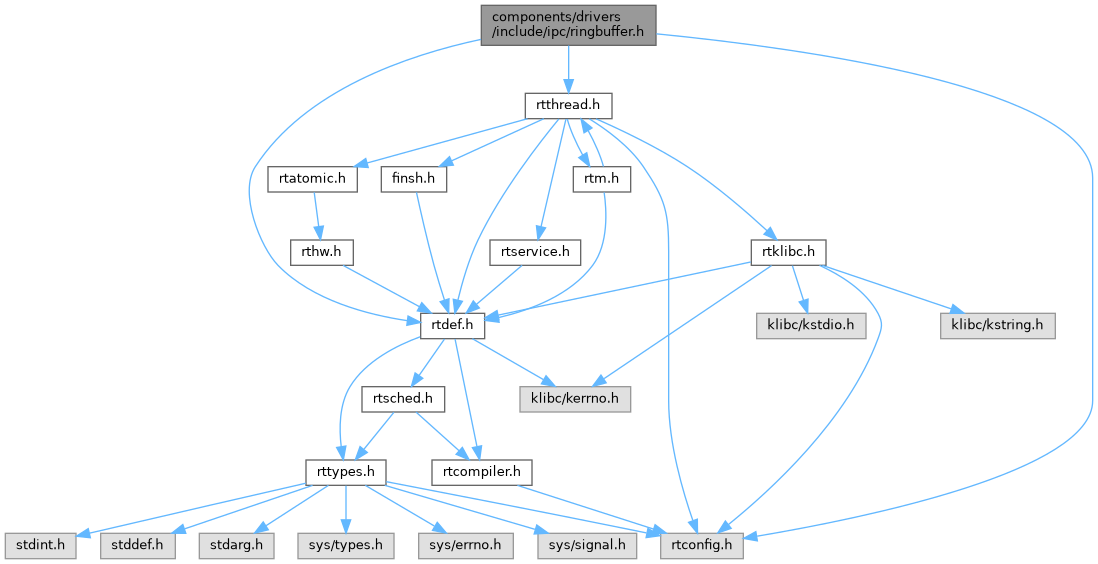 components/drivers
/include/ipc/ringbuffer.h
rtthread.h
rtatomic.h
finsh.h
rtm.h
rthw.h
rtservice.h
rtklibc.h
rtdef.h
klibc/kstdio.h
klibc/kstring.h
rtsched.h
klibc/kerrno.h
rttypes.h
rtcompiler.h
stdint.h
stddef.h
stdarg.h
sys/types.h
sys/errno.h
sys/signal.h
rtconfig.h